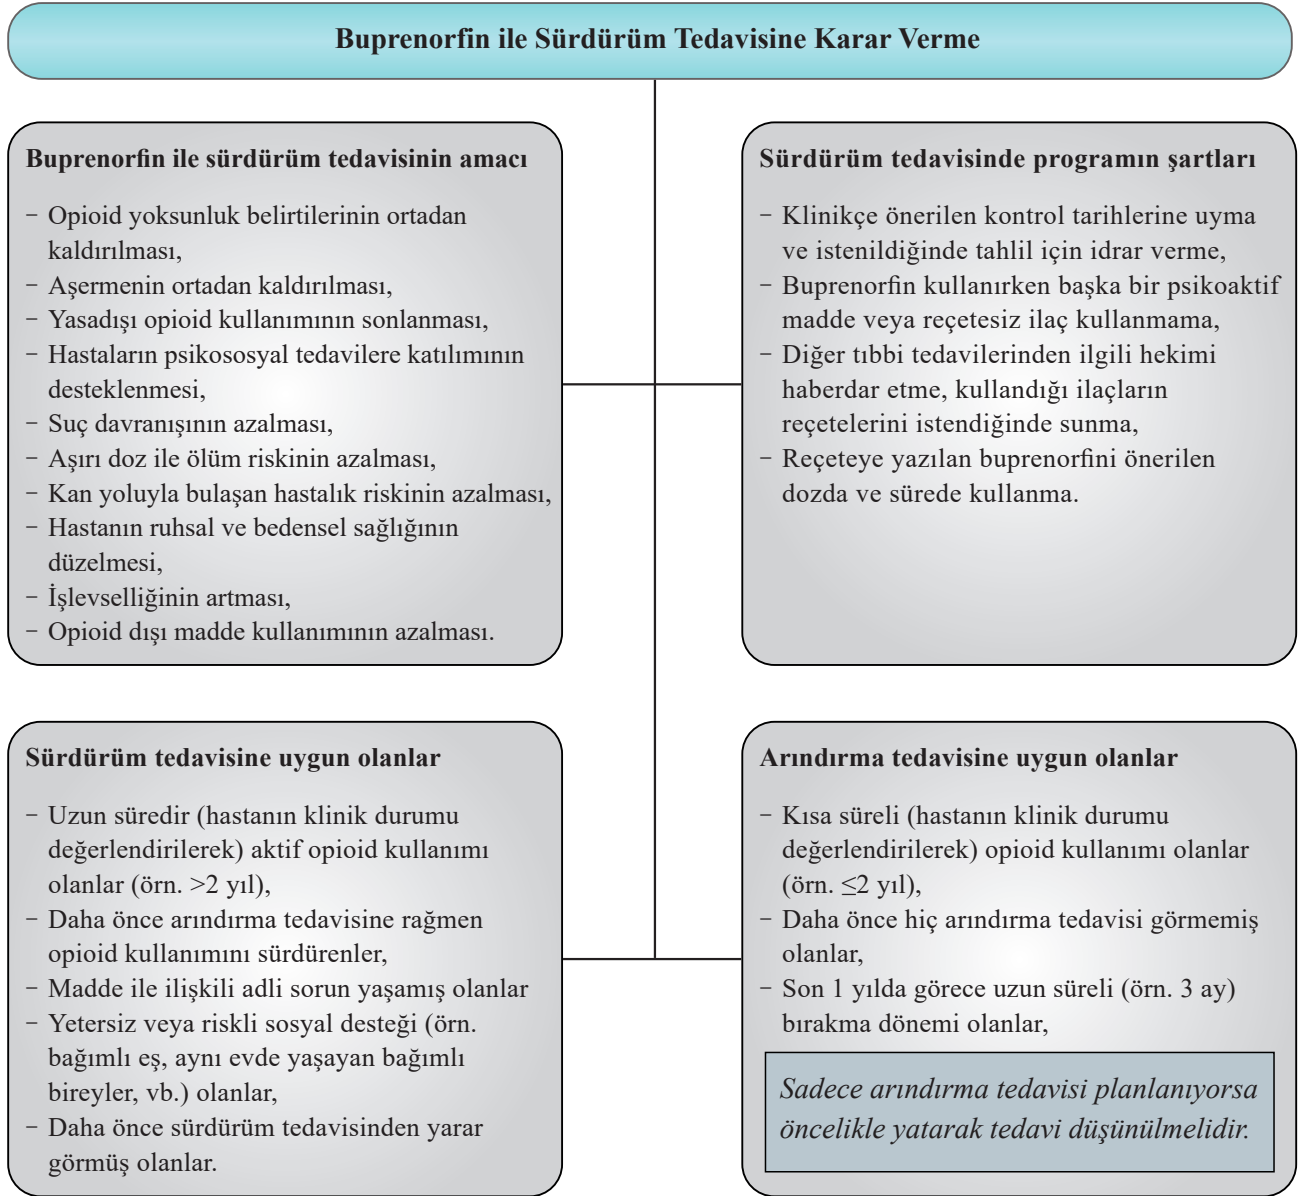 Buprenorfin ile Sürdürüm Tedavisine Karar Verme
Buprenorfin ile sürdürüm tedavisinin amacı
- Opioid yoksunluk belirtilerinin ortadan
kaldırılması,
- Aşermenin ortadan kaldırılması,
- Yasadışı opioid kullanımının sonlanması,
- Hastaların psikososyal tedavilere katılımının
desteklenmesi,
- Suç davranışının azalması,
- Aşırı doz ile ölüm riskinin azalması,
- Kan yoluyla bulaşan hastalık riskinin azalması,
- Hastanın ruhsal ve bedensel sağlığının
düzelmesi,
- İşlevselliğinin artması,
- Opioid dışı madde kullanımının azalması.
Sürdürüm tedavisinde programın şartları
- Klinikçe önerilen kontrol tarihlerine uyma
ve istenildiğinde tahlil için idrar verme,
- Buprenorfin kullanırken başka bir psikoaktif
madde veya reçetesiz ilaç kullanmama,
- Diğer tıbbi tedavilerinden ilgili hekimi
haberdar etme, kullandığı ilaçların
reçetelerini istendiğinde sunma,
- Reçeteye yazılan buprenorfini önerilen
dozda ve sürede kullanma.
Sürdürüm tedavisine uygun olanlar
- Uzun süredir (hastanın klinik durumu
değerlendirilerek) aktif opioid kullanımı
olanlar (örn. >2 yıl),
- Daha önce arındırma tedavisine rağmen
opioid kullanımını sürdürenler,
- Madde ile ilişkili adli sorun yaşamış olanlar
- Yetersiz veya riskli sosyal desteği (örn.
bağımlı eş, aynı evde yaşayan bağımlı
bireyler, vb.) olanlar,
- Daha önce sürdürüm tedavisinden yarar
görmüş olanlar.
Arındırma tedavisine uygun olanlar
- Kısa süreli (hastanın klinik durumu
değerlendirilerek) opioid kullanımı olanlar
(örn. ≤2 yıl),
- Daha önce hiç arındırma tedavisi görmemiş
olanlar,
- Son 1 yılda görece uzun süreli (örn. 3 ay)
bırakma dönemi olanlar,
Sadece arındırma tedavisi planlanıyorsa
öncelikle yatarak tedavi düşünülmelidir.